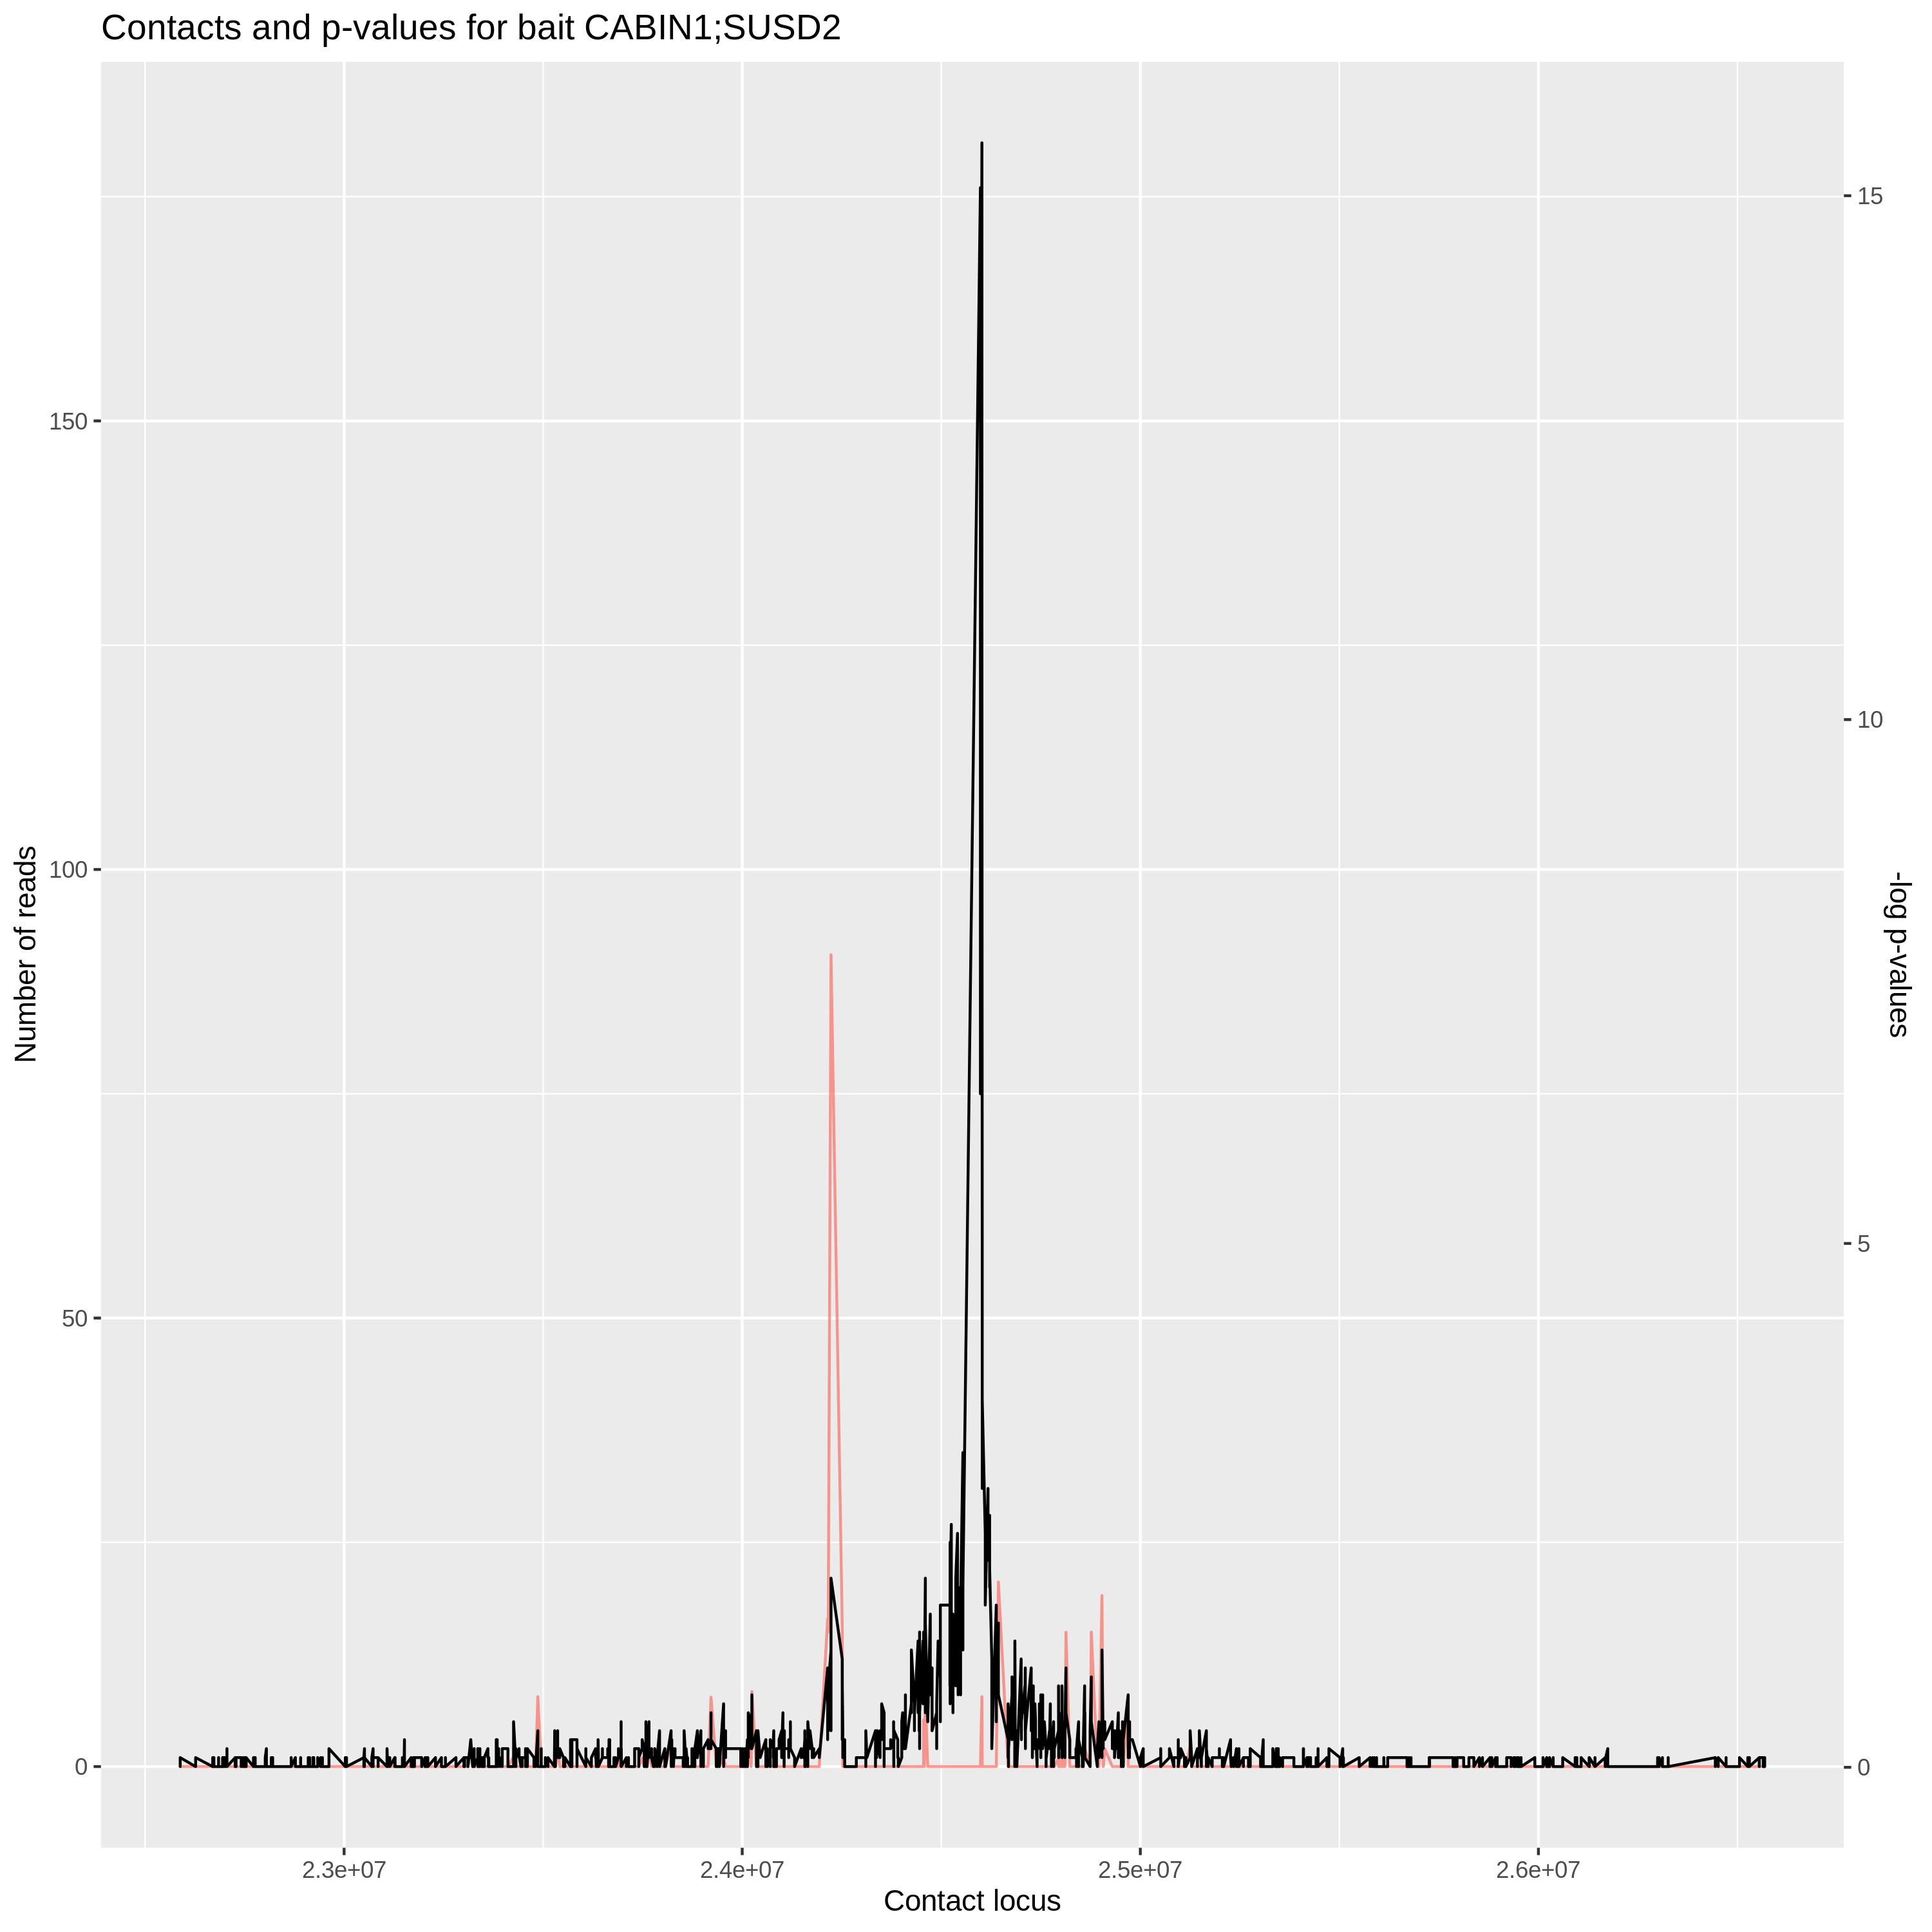 Contacts and p-values for bait CABIN1;SUSD2
150
100
50
0
Number of reads
15
10
5
0
-log p-values
2.3e+07
2.4e+07
2.5e+07
2.6e+07
Contact locus